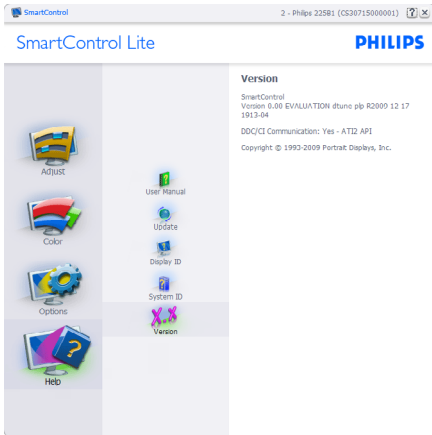 SmartControl
2 - Philips 225B1 (CS30715000001)
?
X
SmartControl Lite
PHILIPS
Version
SmartControl
Version 0.00 EVALUATION dtune plp R2009 12 17
1913-04
DDC/CI Communication: Yes - ATI2 API
Copyright © 1993-2009 Portrait Displays, Inc.
Adjust
Color
Options
?
Help
?
User Manual
Update
Display ID
?
System ID
X.X
Version